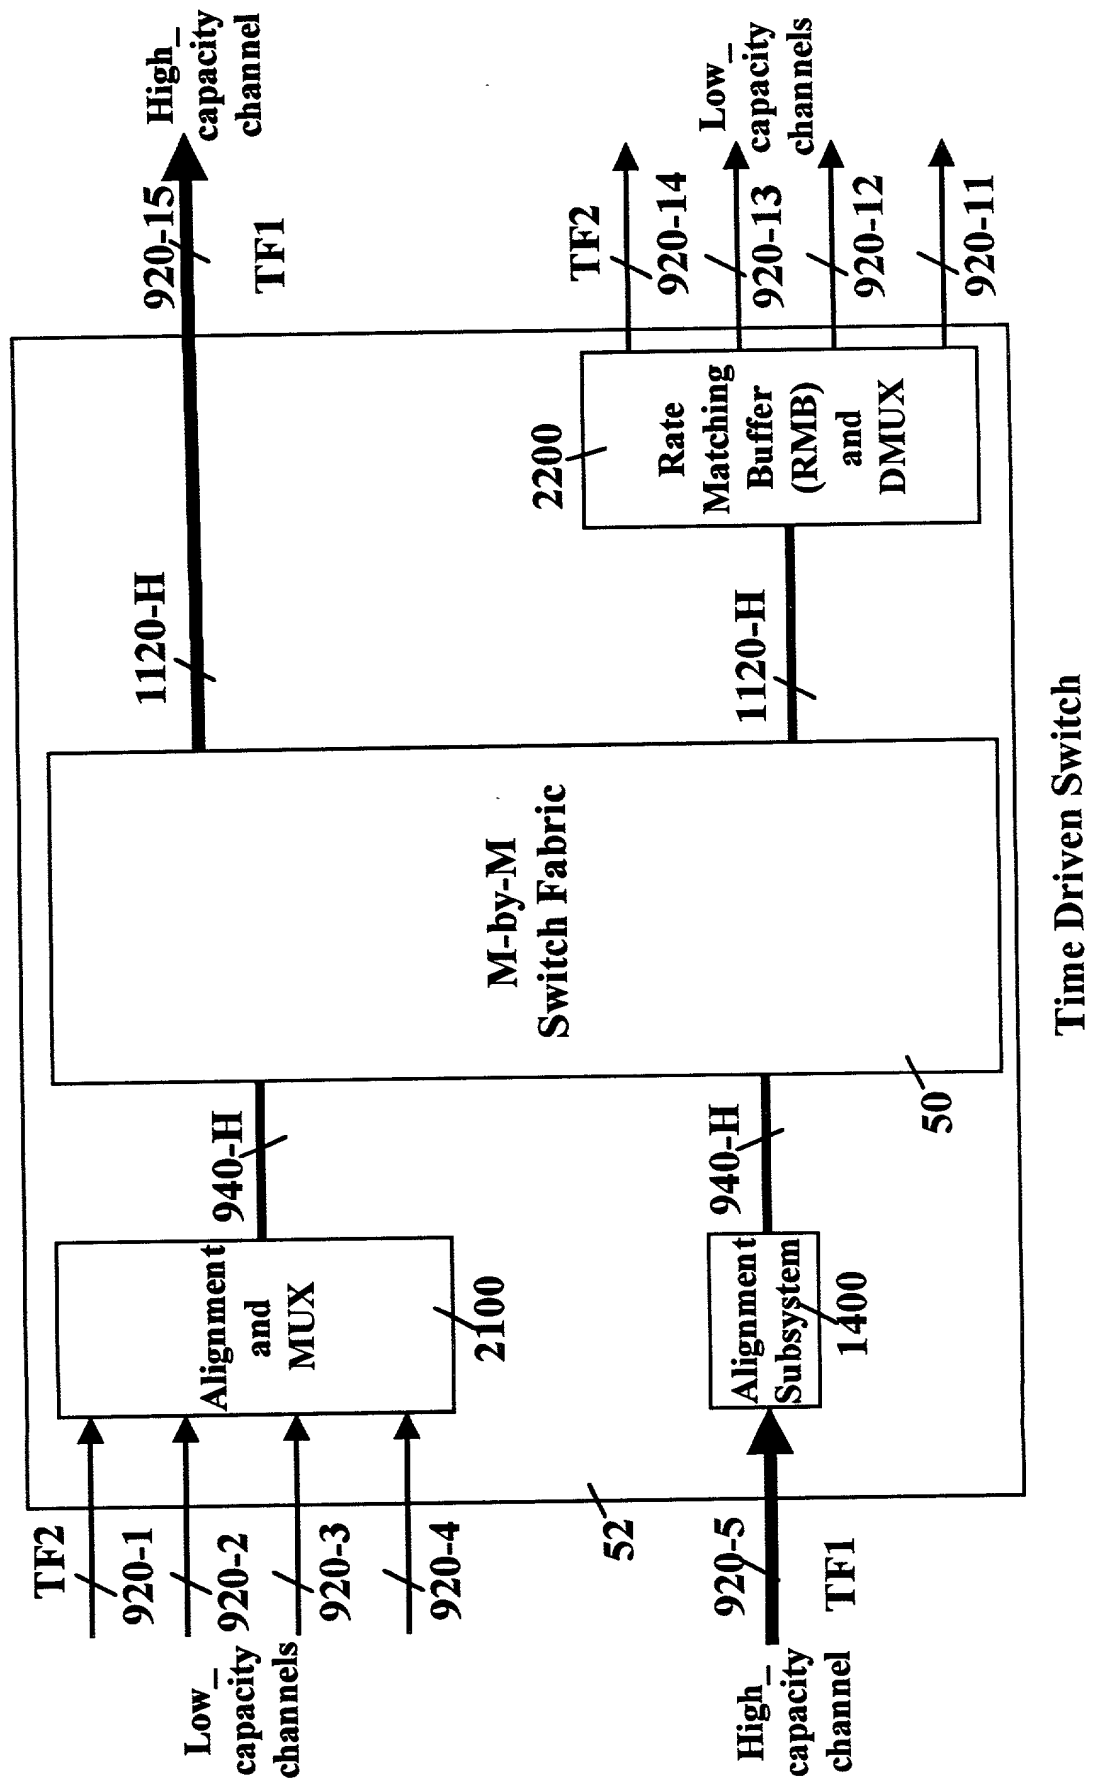 TF2
920-1
920-2
920-3
920-4
Low_
capacity
channels
Alignment
and
MUX
2100
940-H
High_
capacity
channel
920-5
TF1
Alignment
Subsystem
1400
940-H
52
M-by-M
Switch Fabric
50
1120-H
920-15
TF1
High_
capacity
channel
1120-H
2200
Rate
Matching
Buffer
(RMB)
and
DMUX
TF2
920-14
920-13
920-12
920-11
Low_
capacity
channels
Time Driven Switch